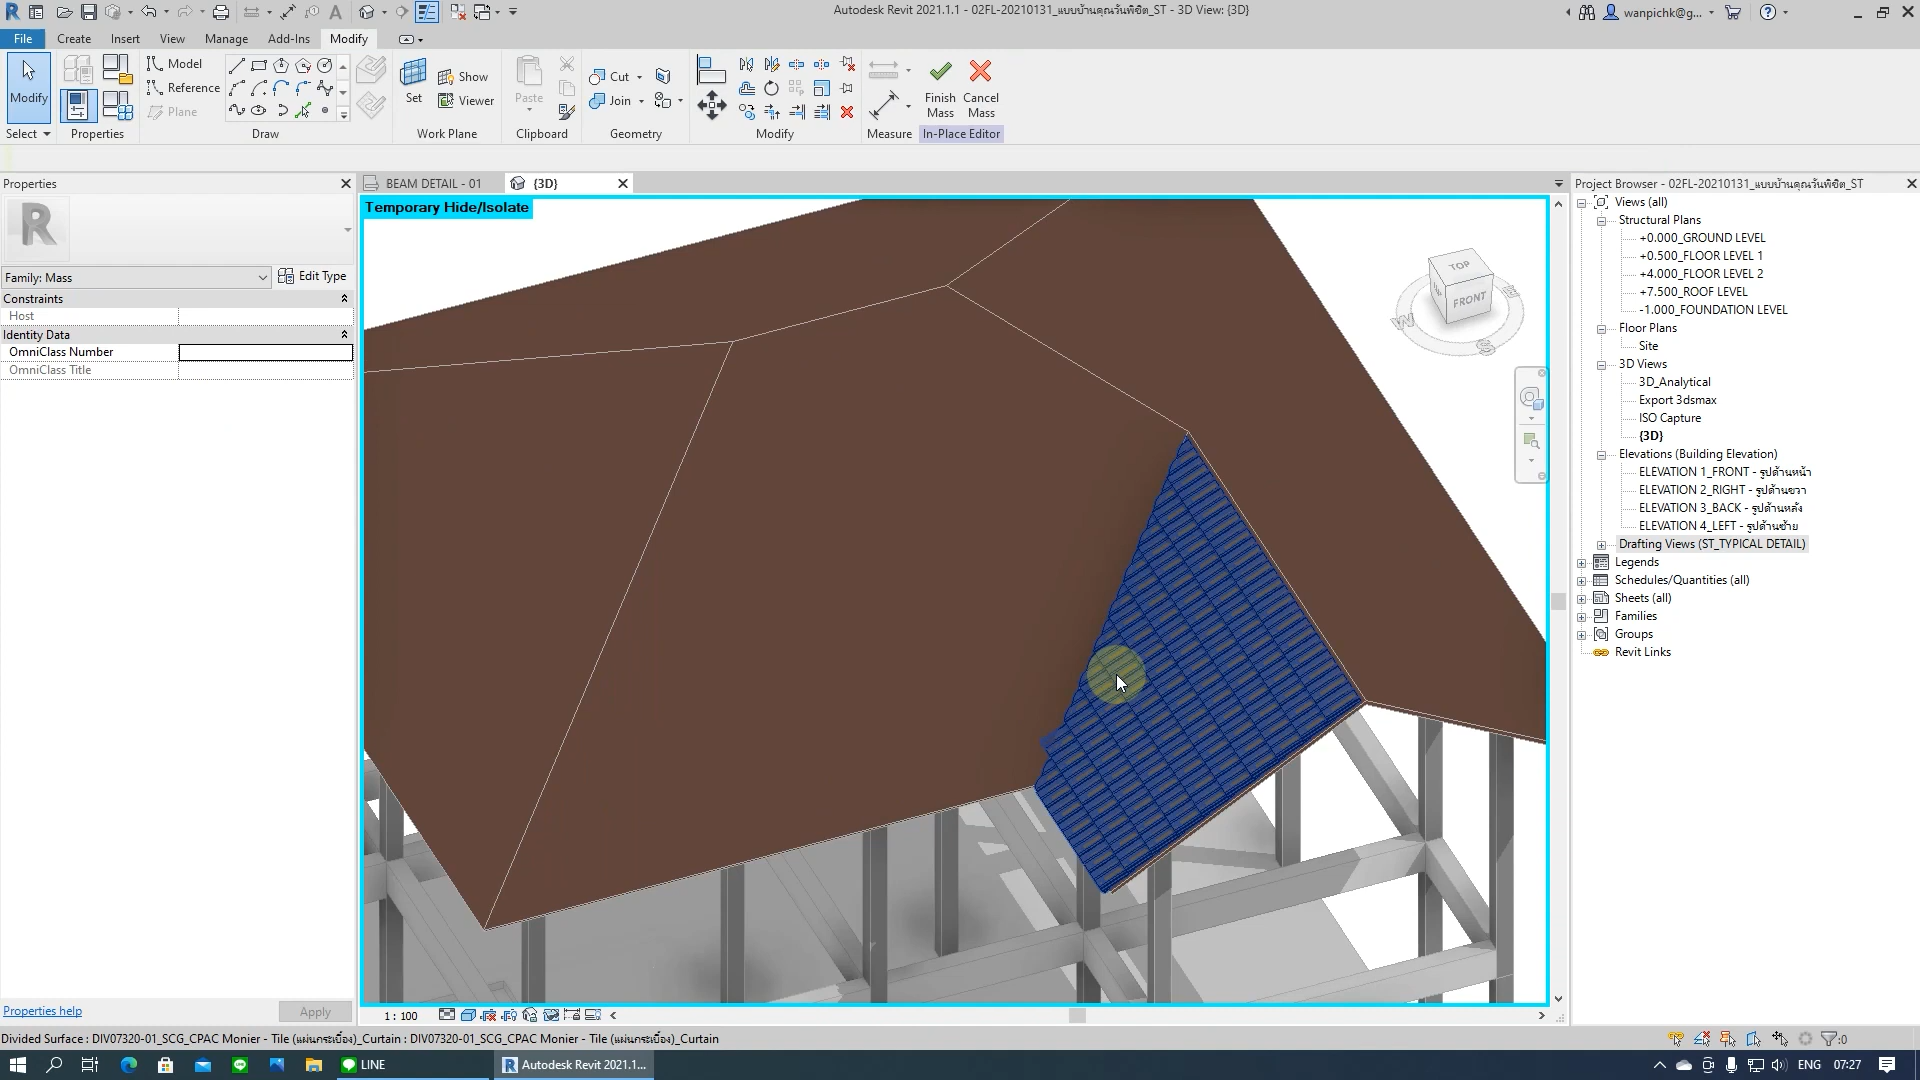 Autodesk Revit 2021.1.1 - 02FL-20210131_แบบบ้านคุณวันพิชิต_ST - 3D View: {3D}
wanpichk@g...
File Create Insert View Manage Add-Ins Modify
Modify
Model
Reference
Plane
Set
Show
Viewer
Paste
Cut
Join
Finish Mass
Cancel Mass
Select Properties Draw Work Plane Clipboard Geometry Modify Measure In-Place Editor
Properties
Family: Mass
Edit Type
Constraints
Host
Identity Data
OmniClass Number
OmniClass Title
Properties help
Apply
BEAM DETAIL - 01
{3D}
Temporary Hide/Isolate
TOP
FRONT
W
S
1 : 100
Project Browser - 02FL-20210131_แบบบ้านคุณวันพิชิต_ST
Views (all)
Structural Plans
+0.000_GROUND LEVEL
+0.500_FLOOR LEVEL 1
+4.000_FLOOR LEVEL 2
+7.500_ROOF LEVEL
-1.000_FOUNDATION LEVEL
Floor Plans
Site
3D Views
3D_Analytical
Export 3dsmax
ISO Capture
{3D}
Elevations (Building Elevation)
ELEVATION 1_FRONT - รูปด้านหน้า
ELEVATION 2_RIGHT - รูปด้านขวา
ELEVATION 3_BACK - รูปด้านหลัง
ELEVATION 4_LEFT - รูปด้านซ้าย
Drafting Views (ST_TYPICAL DETAIL)
Legends
Schedules/Quantities (all)
Sheets (all)
Families
Groups
Revit Links
Divided Surface : DIV07320-01_SCG_CPAC Monier - Tile (แผ่นกระเบื้อง)_Curtain : DIV07320-01_SCG_CPAC Monier - Tile (แผ่นกระเบื้อง)_Curtain
:0
LINE
Autodesk Revit 2021.1...
ENG
07:27